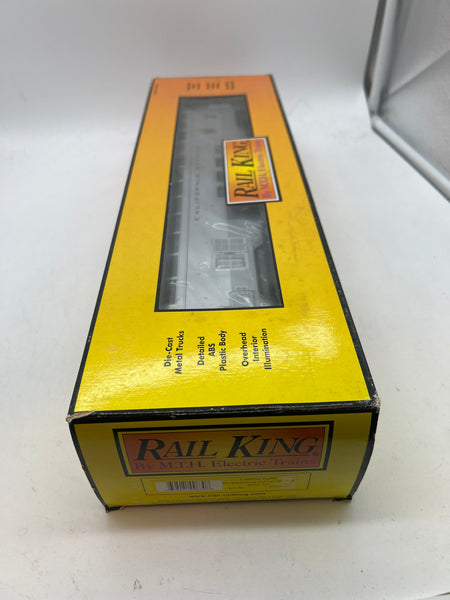 RAIL KING
By M.T.H. Electric Trains
CALIFORNIA
Die-Cast
Metal Trucks
Detailed
ABS
Plastic Body
Overhead
Interior
Illumination
RAIL KING®
By M.T.H. Electric Trains